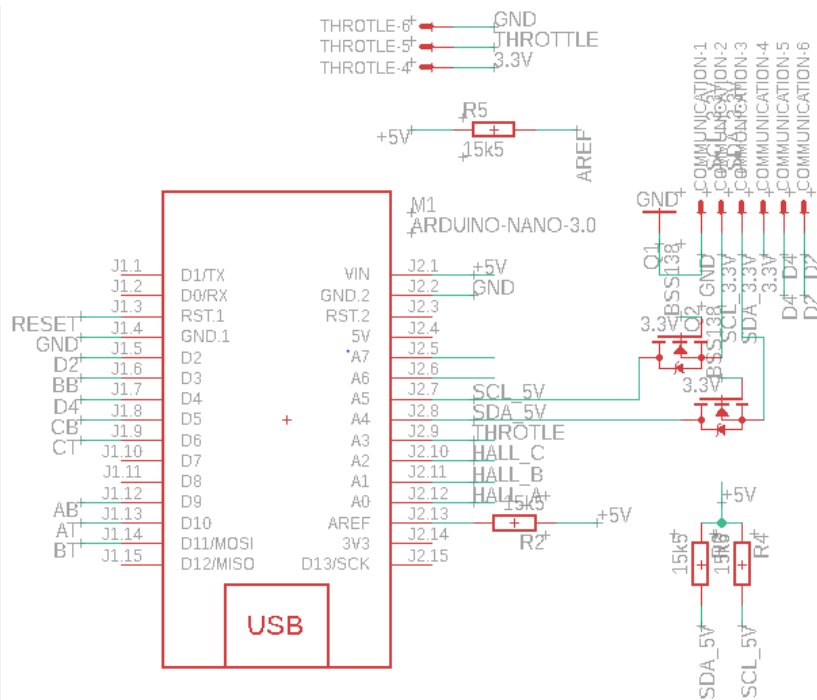 THROTLE-6 GND
THROTLE-5 THROTTLE
THROTLE-4 3.3V
R5
+5V
15k5
AREF
COMMUNICATION-1
COMMUNICATION-2
COMMUNICATION-3
COMMUNICATION-4
COMMUNICATION-5
COMMUNICATION-6
SCL_3.3V
SDA_3.3V
GND
M1
ARDUINO-NANO-3.0
J1.1 D1/TX VIN J2.1 +5V
J1.2 D0/RX GND.2 J2.2 GND
RESET J1.3 RST.1 RST.2 J2.3
GND J1.4 GND.1 5V J2.4
D2 J1.5 D2 A7 J2.5
BB J1.6 D3 A6 J2.6
D4 J1.7 D4 A5 J2.7 SCL_5V
CB J1.8 D5 A4 J2.8 SDA_5V
CT J1.9 D6 A3 J2.9 THROTLE
J1.10 D7 A2 J2.10 HALL_C
J1.11 D8 A1 J2.11 HALL_B
AB J1.12 D9 A0 J2.12 HALL_A
AT J1.13 D10 AREF J2.13
BT J1.14 D11/MOSI 3V3 J2.14
J1.15 D12/MISO D13/SCK J2.15
15k5
R2
+5V
USB
Q1
BSS138
GND
SCL_3.3V
SDA_3.3V
3.3V
D4
D4
D2
D2
3.3V
Q2
BSS138
3.3V
+5V
15k5
15k5
R4
SDA_5V
SCL_5V